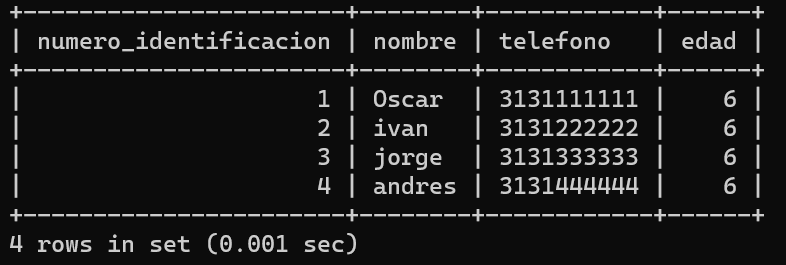 +-----------------------+--------+------------+------+
| numero_identificacion | nombre | telefono   | edad |
+-----------------------+--------+------------+------+
|                     1 | Oscar  | 3131111111 |    6 |
|                     2 | ivan   | 3131222222 |    6 |
|                     3 | jorge  | 3131333333 |    6 |
|                     4 | andres | 3131444444 |    6 |
+-----------------------+--------+------------+------+
4 rows in set (0.001 sec)